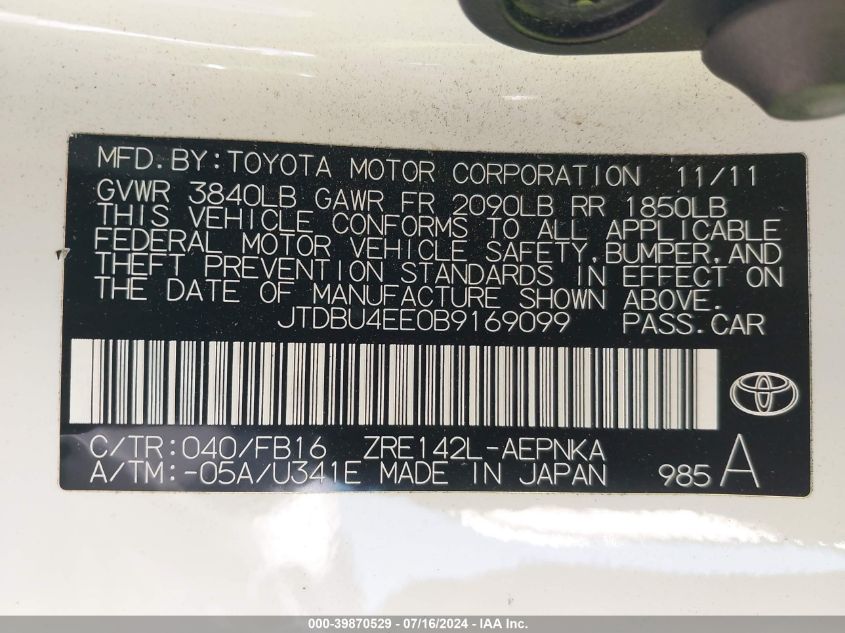 MFD.BY:TOYOTA MOTOR CORPORATION 11/11
GVWR 3840LB GAWR FR 2090LB RR 1850LB
THIS VEHICLE CONFORMS TO ALL APPLICABLE
FEDERAL MOTOR VEHICLE SAFETY,BUMPER,AND
THEFT PREVENTION STANDARDS IN EFFECT ON
THE DATE OF MANUFACTURE SHOWN ABOVE.
JTDBU4EE0B9169099 PASS.CAR
C/TR:040/FB16 ZRE142L-AEPNKA
A/TM:-05A/U341E MADE IN JAPAN 985 A
000-39870529 - 07/16/2024 - IAA Inc.